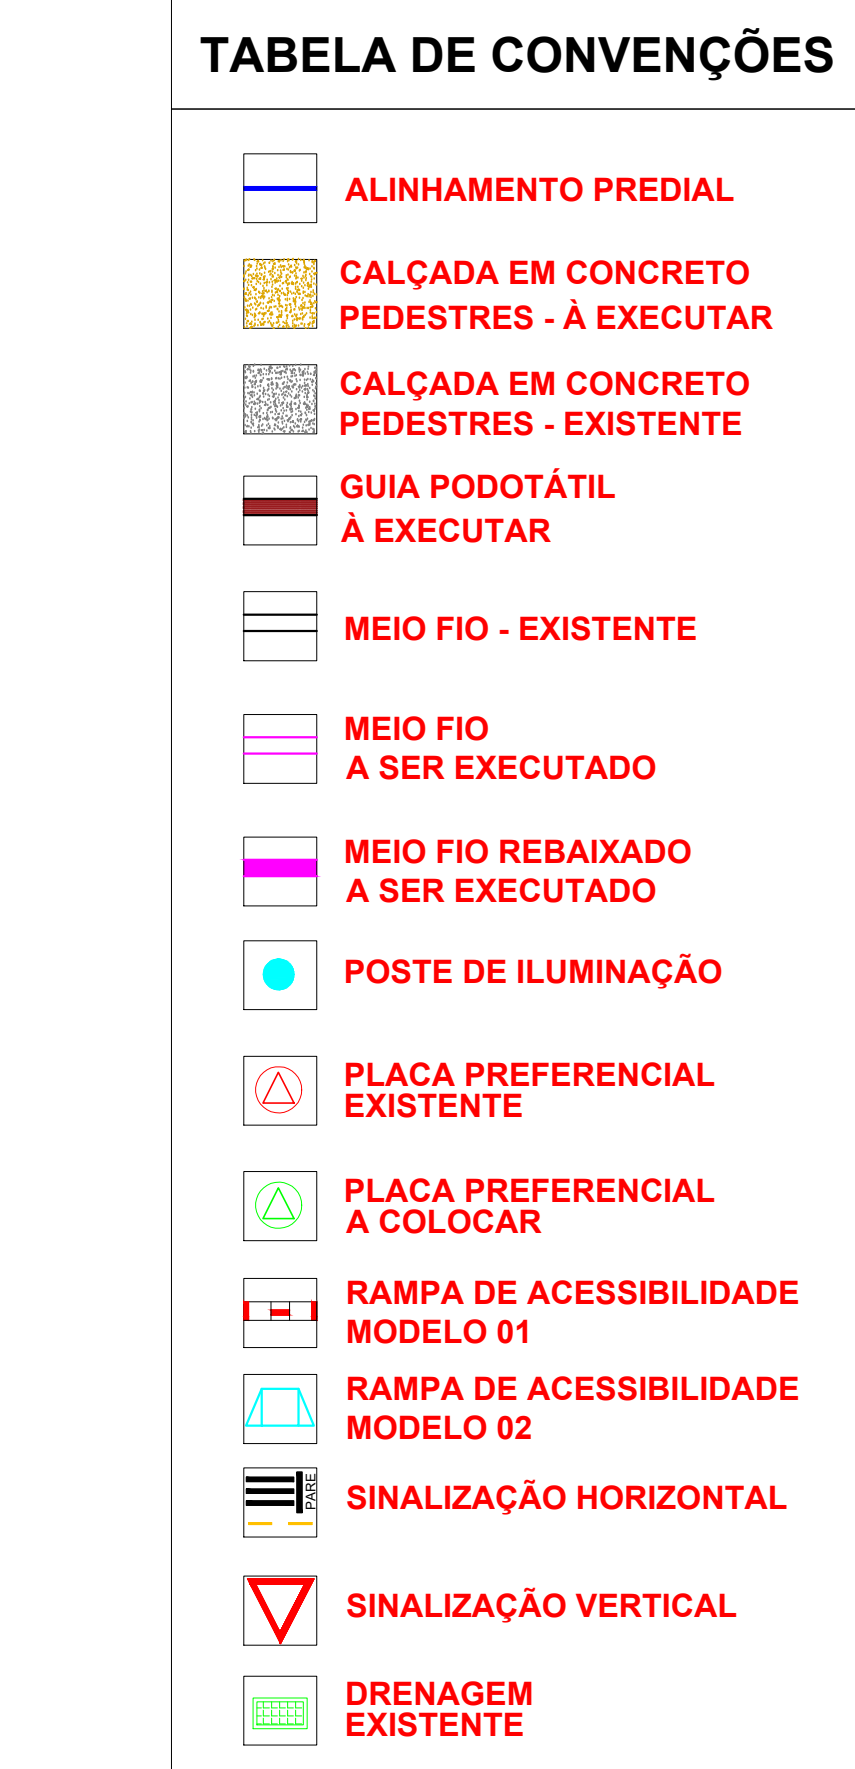 TABELA DE CONVENÇÕES
ALINHAMENTO PREDIAL
CALÇADA EM CONCRETO
PEDESTRES - À EXECUTAR
CALÇADA EM CONCRETO
PEDESTRES - EXISTENTE
GUIA PODOTÁTIL
À EXECUTAR
MEIO FIO - EXISTENTE
MEIO FIO
A SER EXECUTADO
MEIO FIO REBAIXADO
A SER EXECUTADO
POSTE DE ILUMINAÇÃO
PLACA PREFERENCIAL
EXISTENTE
PLACA PREFERENCIAL
A COLOCAR
RAMPA DE ACESSIBILIDADE
MODELO 01
RAMPA DE ACESSIBILIDADE
MODELO 02
PARE
SINALIZAÇÃO HORIZONTAL
SINALIZAÇÃO VERTICAL
DRENAGEM
EXISTENTE